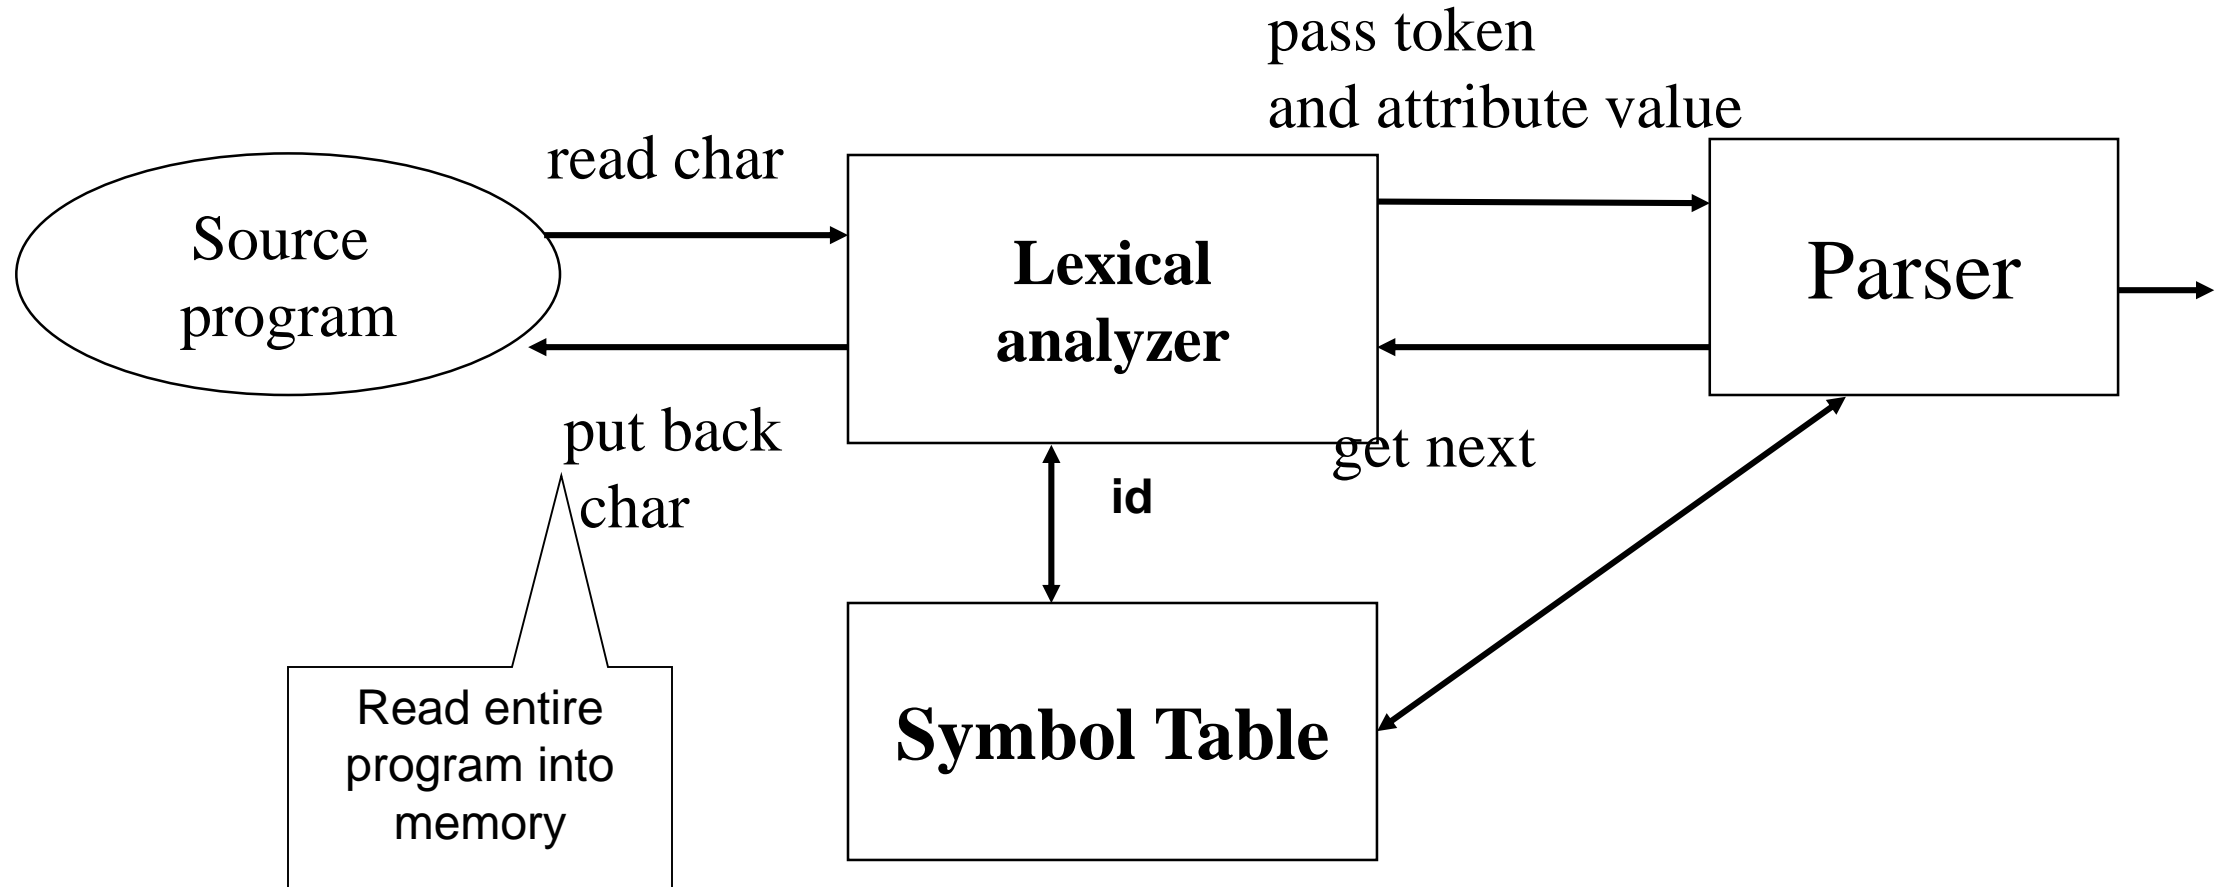 pass token
and attribute value
read char
Source
program
Lexical
analyzer
Parser
put back
char
get next
id
Symbol Table
Read entire
program into
memory